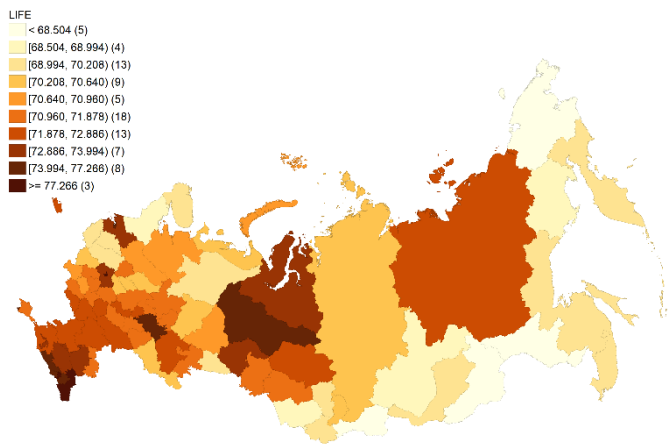 LIFE
< 68.504 (5)
[68.504, 68.994) (4)
[68.994, 70.208) (13)
[70.208, 70.640) (9)
[70.640, 70.960) (5)
[70.960, 71.878) (18)
[71.878, 72.886) (13)
[72.886, 73.994) (7)
[73.994, 77.266) (8)
>= 77.266 (3)